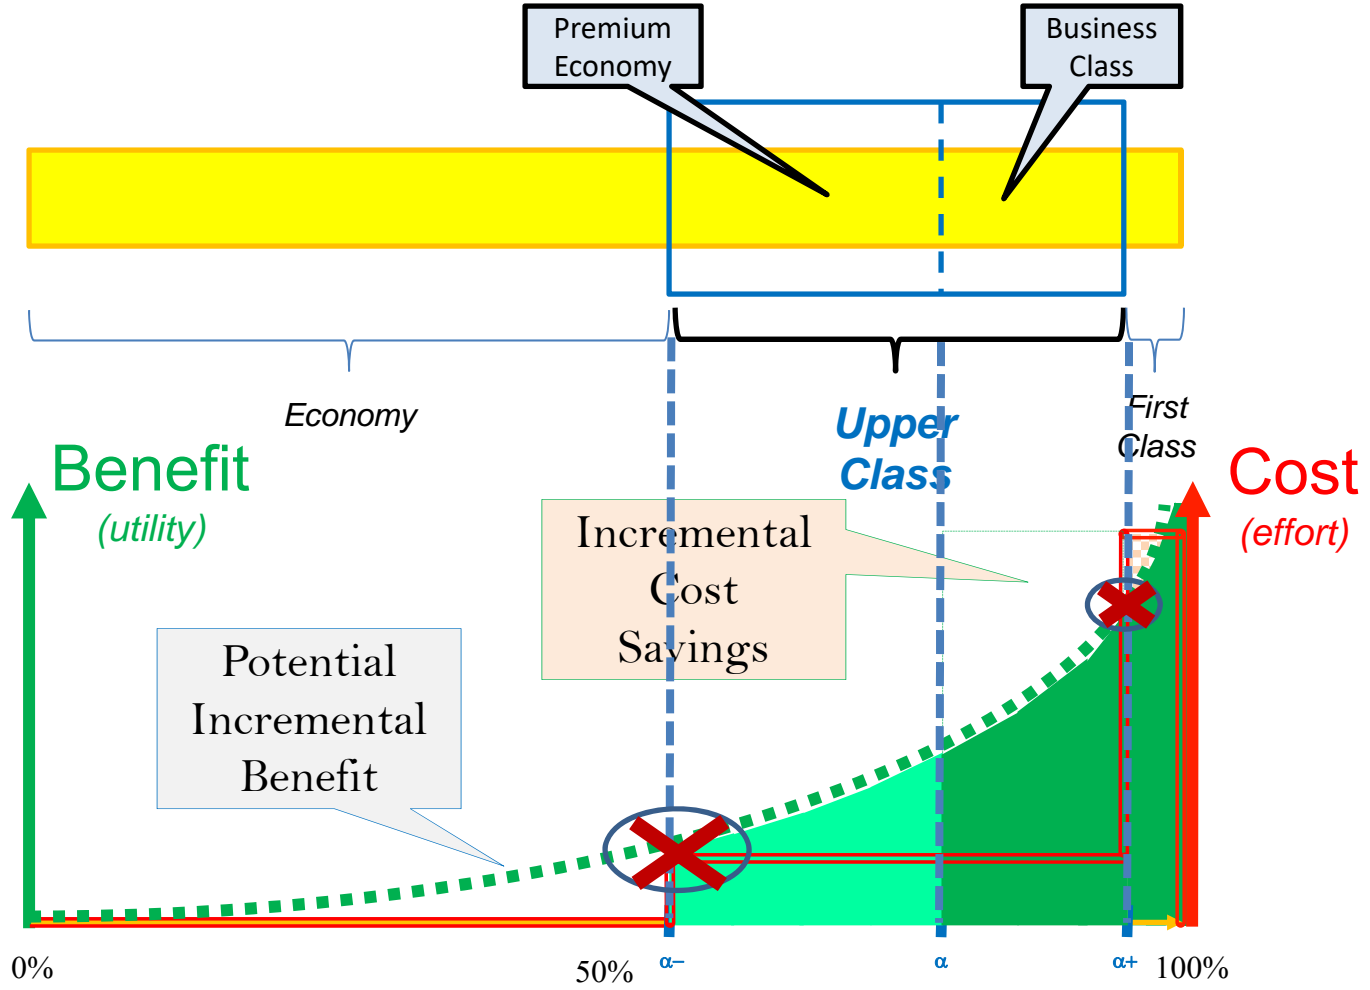 Premium
Economy
Business
Class
Economy
Upper
Class
First
Class
Benefit
(utility)
Cost
(effort)
Incremental
Cost
Savings
Potential
Incremental
Benefit
0%
50%
α−
α
α+
100%